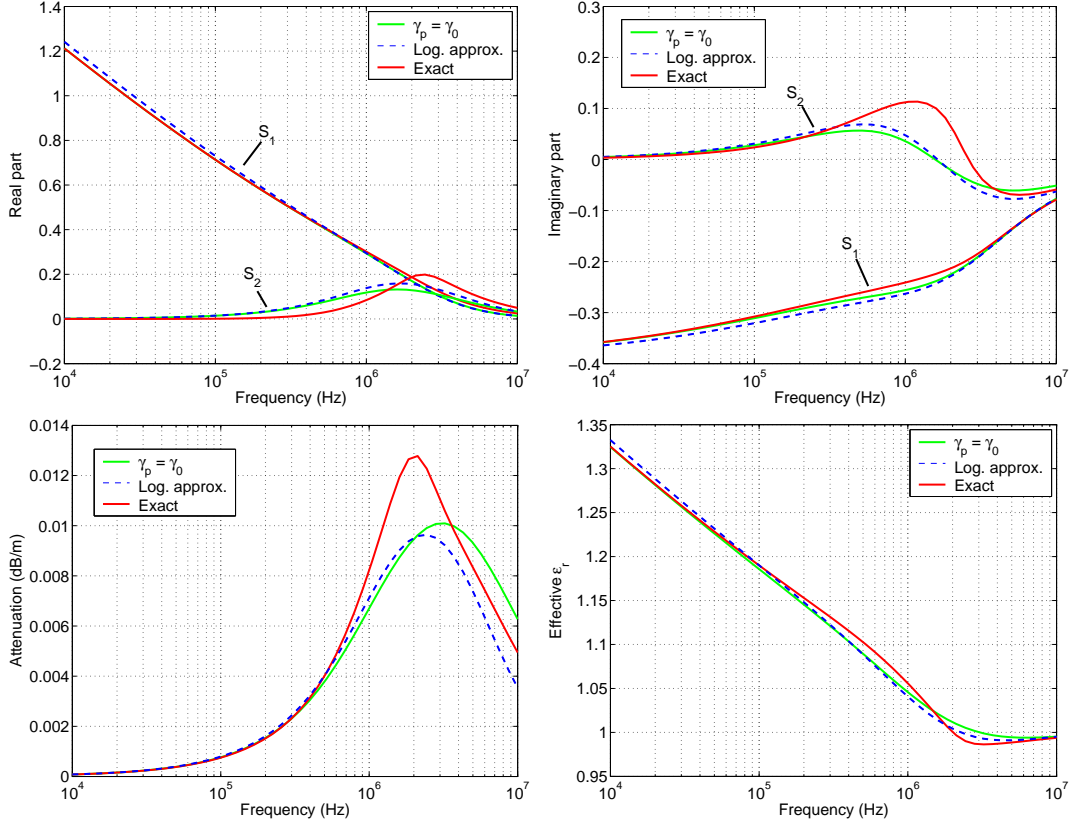 1.4
1.2
1
0.8
0.6
0.4
0.2
0
−0.2
Real part
γp = γ0
Log. approx.
Exact
S1
S2
10^4
10^5
10^6
10^7
Frequency (Hz)
0.3
0.2
0.1
0
−0.1
−0.2
−0.3
−0.4
Imaginary part
γp = γ0
Log. approx.
Exact
S2
S1
10^4
10^5
10^6
10^7
Frequency (Hz)
0.014
0.012
0.01
0.008
0.006
0.004
0.002
0
Attenuation (dB/m)
γp = γ0
Log. approx.
Exact
10^4
10^5
10^6
10^7
Frequency (Hz)
1.35
1.3
1.25
1.2
1.15
1.1
1.05
1
0.95
Effective εr
γp = γ0
Log. approx.
Exact
10^4
10^5
10^6
10^7
Frequency (Hz)